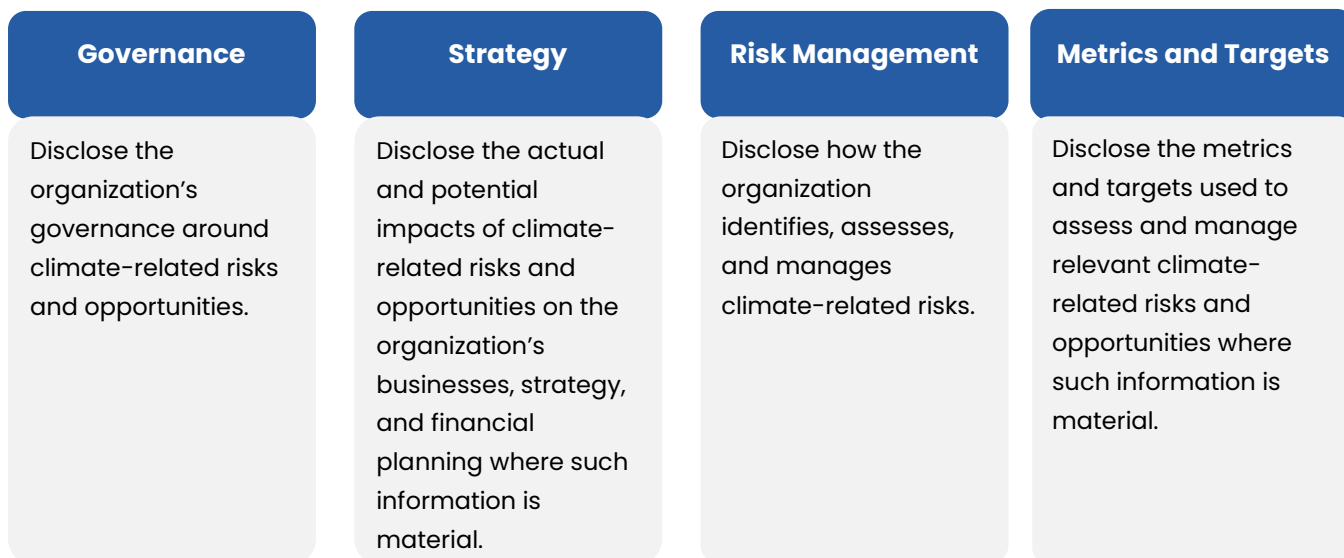 Governance
Disclose the
organization’s
governance around
climate-related risks
and opportunities.
Strategy
Disclose the actual
and potential
impacts of climate-
related risks and
opportunities on the
organization’s
businesses, strategy,
and financial
planning where such
information is
material.
Risk Management
Disclose how the
organization
identifies, assesses,
and manages
climate-related risks.
Metrics and Targets
Disclose the metrics
and targets used to
assess and manage
relevant climate-
related risks and
opportunities where
such information is
material.